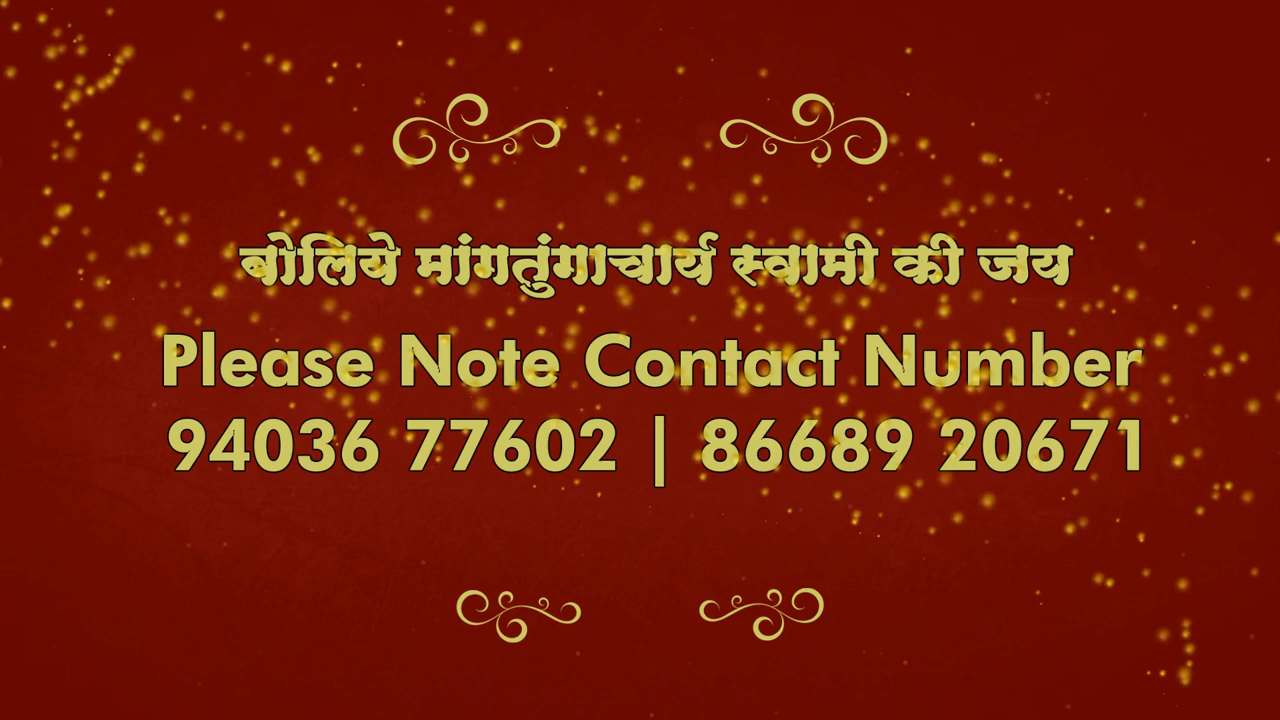 बोलिये मांगतुंगाचार्य स्वामी की जय
Please Note Contact Number
94036 77602 | 86689 20671